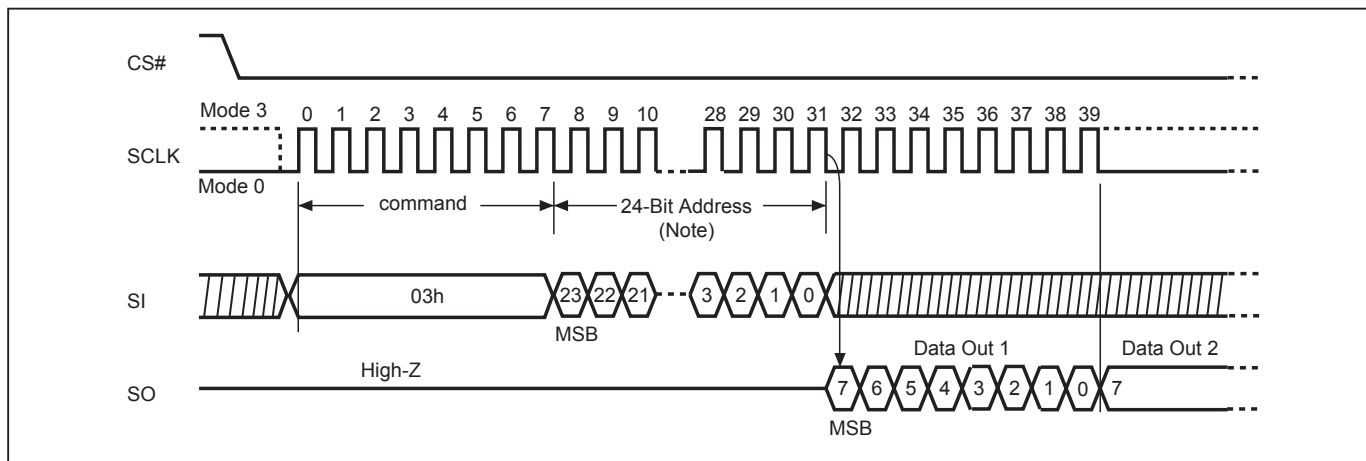 CS#
Mode 3
0 1 2 3 4 5 6 7 8 9 10 28 29 30 31 32 33 34 35 36 37 38 39
SCLK
Mode 0
command
24-Bit Address
(Note)
SI
03h
23 22 21 3 2 1 0
MSB
Data Out 1
Data Out 2
High-Z
SO
7 6 5 4 3 2 1 0 7
MSB